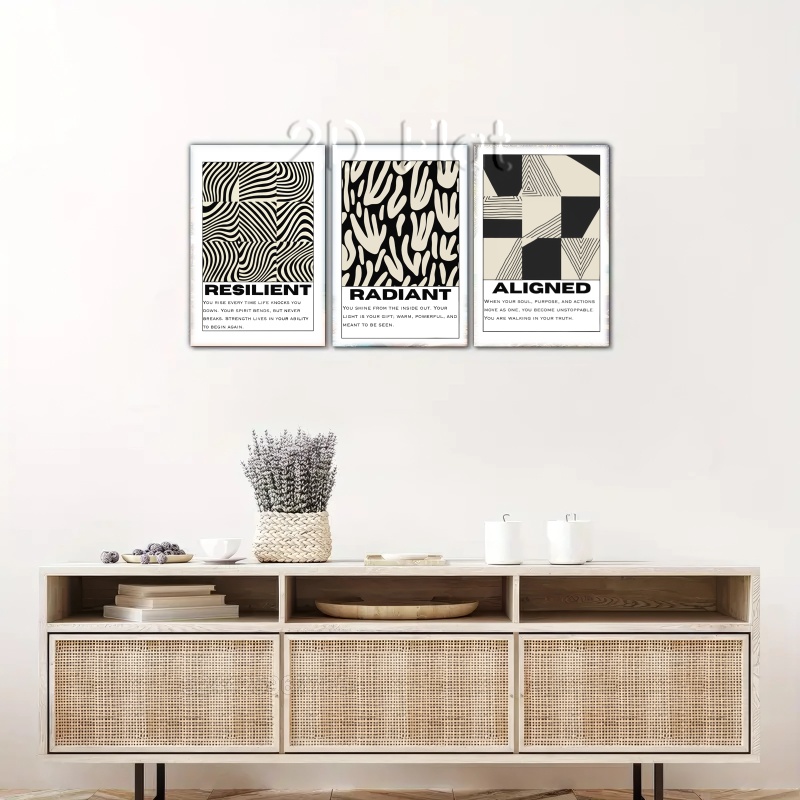 2D Flat
RESILIENT
You rise every time life knocks you
down. Your spirit bends, but never
breaks. Strength lives in your ability
to begin again.
RADIANT
You shine from the inside out. Your
light is your gift; warm, powerful, and
meant to be seen.
ALIGNED
When your soul, purpose, and actions
move as one, you become unstoppable.
You are walking in your truth.